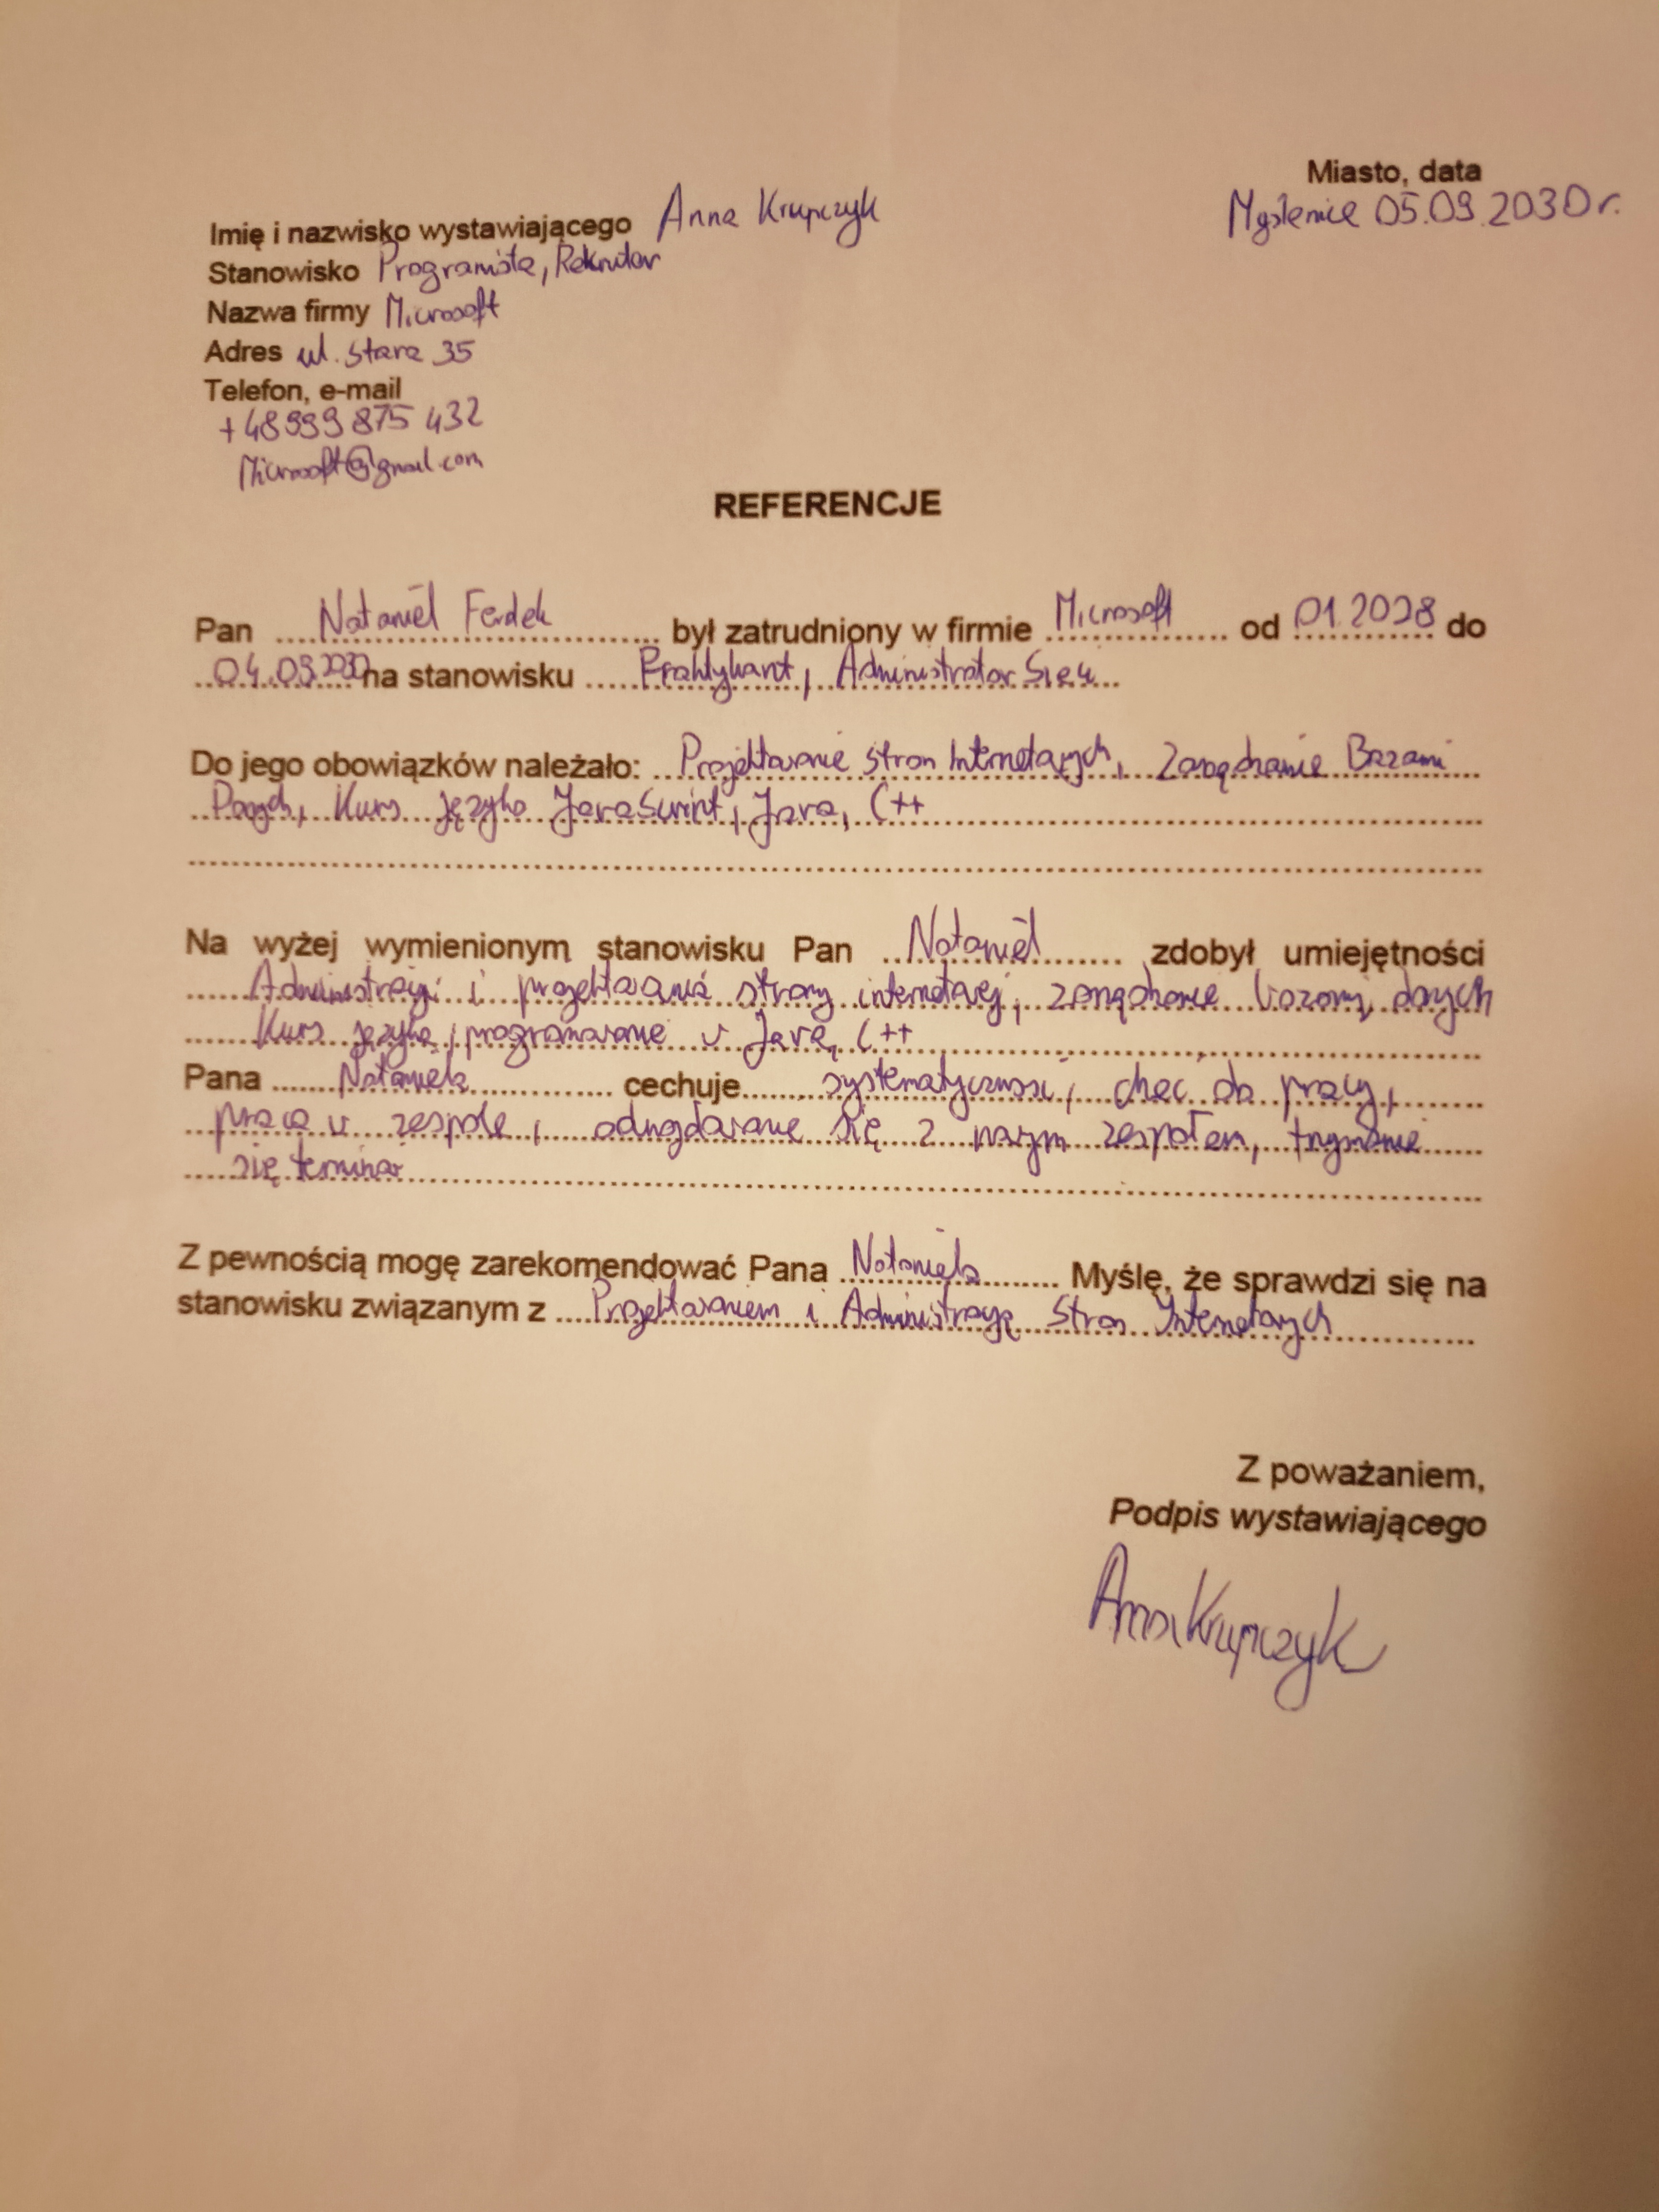 Miasto, data
Myślenice 05.09.2030r.
Imię i nazwisko wystawiającego Anna Krupczyk
Stanowisko Programista, Rekrutor
Nazwa firmy Microsoft
Adres ul. Stara 35
Telefon, e-mail
+48 999 875 432
Microsoft@gmail.com
REFERENCJE
Pan Nataniel Ferdek był zatrudniony w firmie Microsoft od 01.2028 do
04.09.2030 na stanowisku Praktykant, Administrator Sieci
Do jego obowiązków należało: Projektowanie stron Internetowych, Zarządzanie Bazami
Kurs języka JavaScript, Java, C++
Na wyżej wymienionym stanowisku Pan Nataniel zdobył umiejętności
Administracji i projektowania strony internetowej, zarządzanie bazami danych
Kurs języka, programowanie w Java, C++
Pana Nataniela cechuje systematyczność, chęć do pracy,
praca w zespole, się z naszym zespołem, trzymanie
się terminów
Z pewnością mogę zarekomendować Pana Nataniela Myślę, że sprawdzi się na
stanowisku związanym z Projektowaniem i Administracją Stron Internetowych
Z poważaniem,
Podpis wystawiającego
Anna Krupczyk